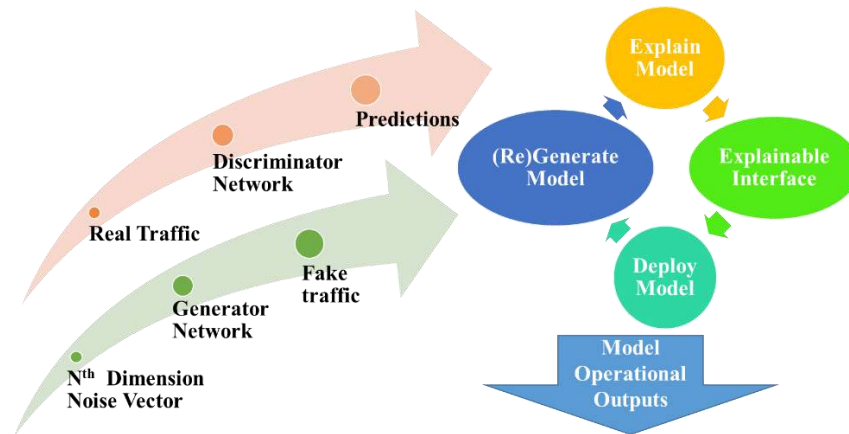 Real Traffic
Discriminator
Network
Predictions
Nth Dimension
Noise Vector
Generator
Network
Fake
traffic
Explain
Model
(Re)Generate
Model
Explainable
Interface
Deploy
Model
Model
Operational
Outputs